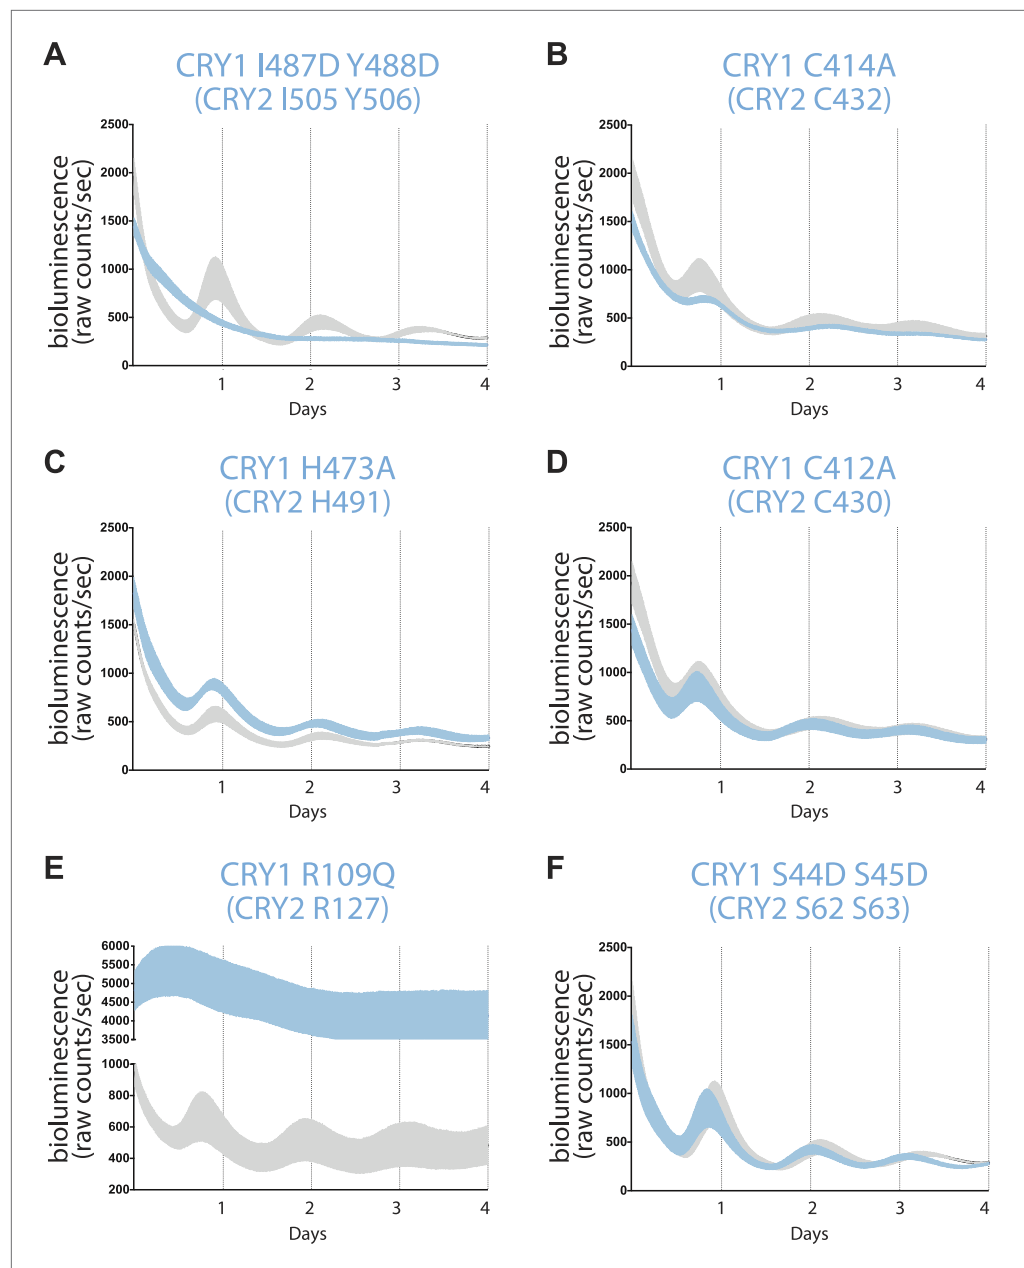 A
CRY1 I487D Y488D
(CRY2 I505 Y506)
bioluminescence
(raw counts/sec)
2500
2000
1500
1000
500
0
1 2 3 4
Days
B
CRY1 C414A
(CRY2 C432)
bioluminescence
(raw counts/sec)
2500
2000
1500
1000
500
0
1 2 3 4
Days
C
CRY1 H473A
(CRY2 H491)
bioluminescence
(raw counts/sec)
2500
2000
1500
1000
500
0
1 2 3 4
Days
D
CRY1 C412A
(CRY2 C430)
bioluminescence
(raw counts/sec)
2500
2000
1500
1000
500
0
1 2 3 4
Days
E
CRY1 R109Q
(CRY2 R127)
bioluminescence
(raw counts/sec)
6000
5500
5000
4500
4000
3500
1000
800
600
400
200
1 2 3 4
Days
F
CRY1 S44D S45D
(CRY2 S62 S63)
bioluminescence
(raw counts/sec)
2500
2000
1500
1000
500
0
1 2 3 4
Days